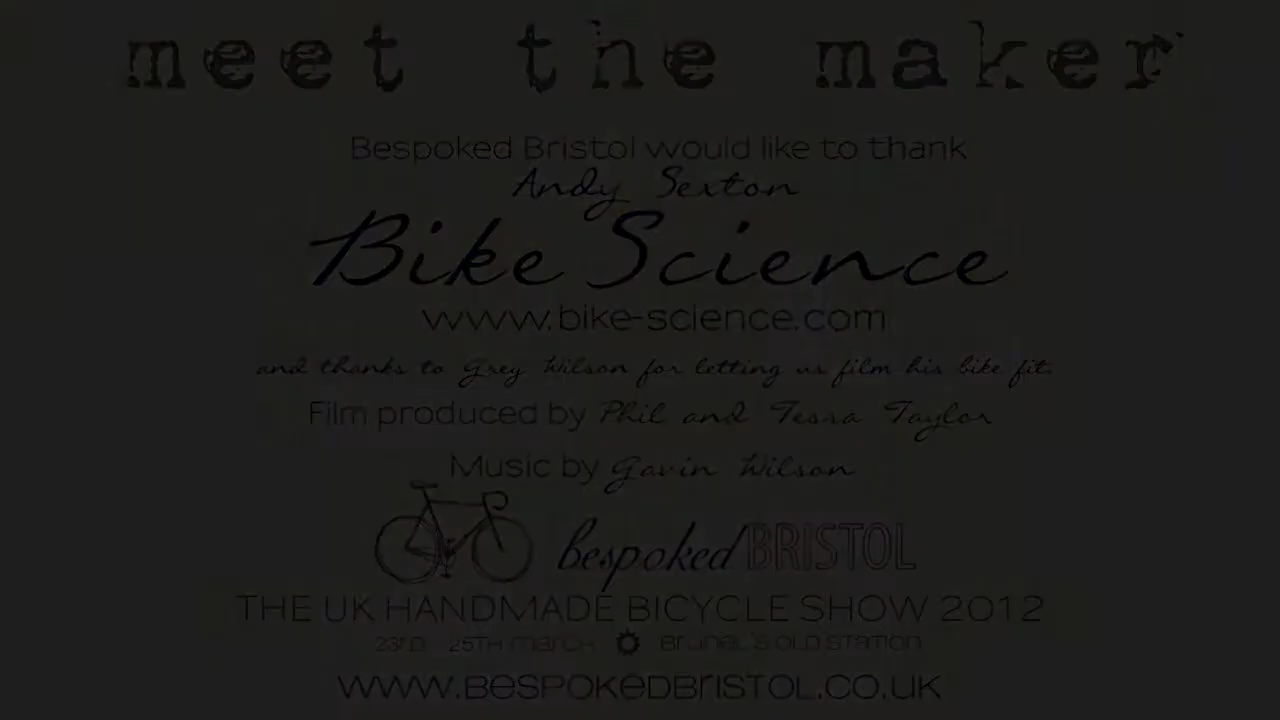 meet the maker
Bespoked Bristol would like to thank
Andy Sexton
Bike Science
www.bike-science.com
and thanks to Greg Wilson for letting us film his bike fit.
Film produced by Phil and Tessa Taylor
Music by Gavin Wilson
bespokedBRISTOL
THE UK HANDMADE BICYCLE SHOW 2012
23RD - 25TH march BrUneL'S OLD STaTION
WWW.BeSPOKeDBrISTOL.CO.UK